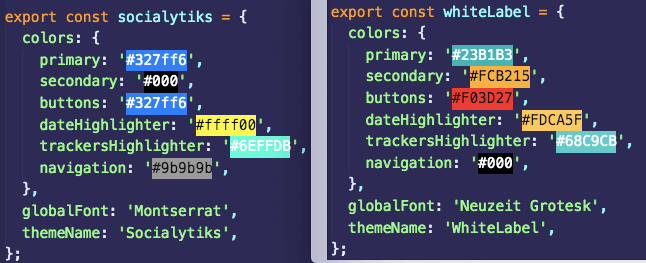 export const socialytiks = {
  colors: {
    primary: '#327ff6',
    secondary: '#000',
    buttons: '#327ff6',
    dateHighlighter: '#ffff00',
    trackersHighlighter: '#6EFFDB',
    navigation: '#9b9b9b',
  },
  globalFont: 'Montserrat',
  themeName: 'Socialytiks',
};
export const whiteLabel = {
  colors: {
    primary: '#23B1B3',
    secondary: '#FCB215',
    buttons: '#F03D27',
    dateHighlighter: '#FDCA5F',
    trackersHighlighter: '#68C9CB',
    navigation: '#000',
  },
  globalFont: 'Neuzeit Grotesk',
  themeName: 'WhiteLabel',
};